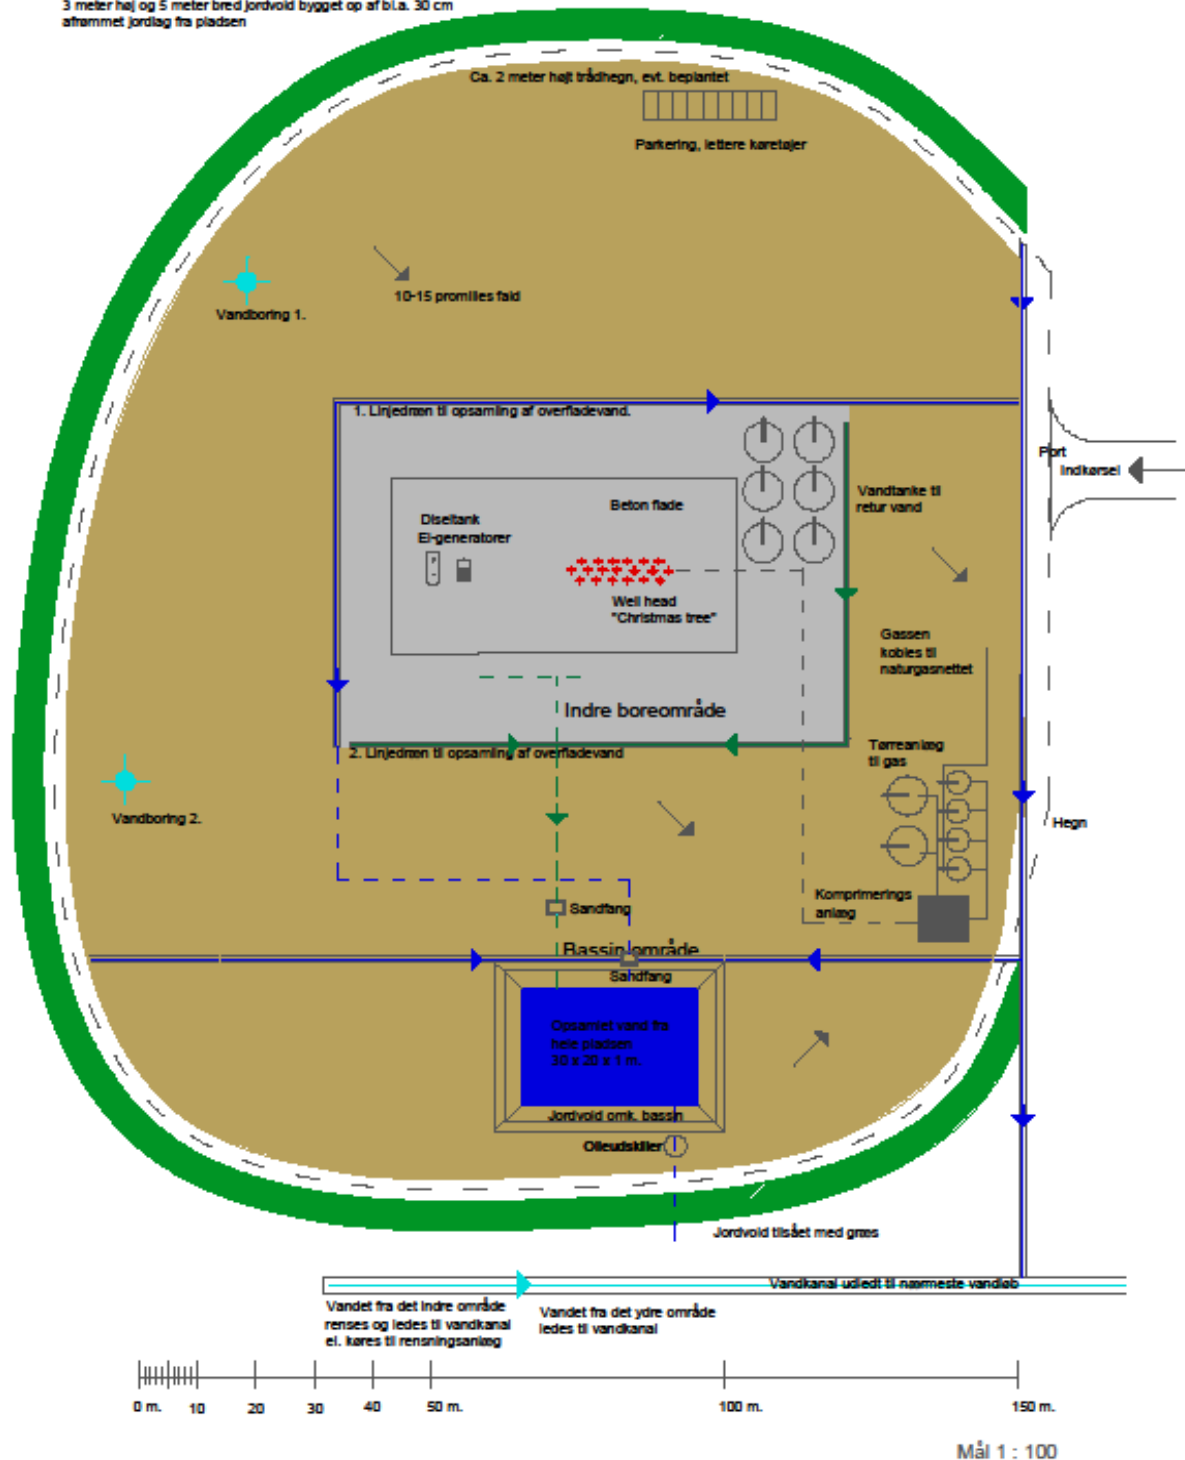 3 meter høj og 5 meter bred jordvold bygget op af bl.a. 30 cm
afrømmet jordlag fra pladsen
Ca. 2 meter højt trådhegn, evt. beplantet
Parkering, lettere køretøjer
10-15 promilles fald
Vandboring 1.
1. Linjedræn til opsamling af overfladevand.
Port
Indkørsel
Beton flade
Vandtanke til
retur vand
Diseltank
El-generatorer
Well head
"Christmas tree"
Gassen
kobles til
naturgasnettet
Indre boreområde
2. Linjedræn til opsamling af overfladevand
Tørreanlæg
til gas
Vandboring 2.
Hegn
Komprimerings
anlæg
Sandfang
Bassin område
Sandfang
Opsamlet vand fra
hele pladsen
30 x 20 x 1 m.
Jordvold omk. bassin
Olieudskiller
Jordvold tilsået med græs
Vandkanal udledt til nærmeste vandløb
Vandet fra det indre område
renses og ledes til vandkanal
el. køres til rensningsanlæg
Vandet fra det ydre område
ledes til vandkanal
0 m. 10 20 30 40 50 m. 100 m. 150 m.
Mål 1 : 100